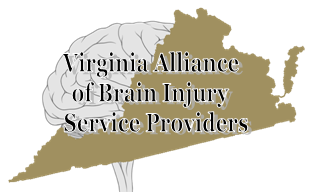 Virginia Alliance
of Brain Injury
Service Providers